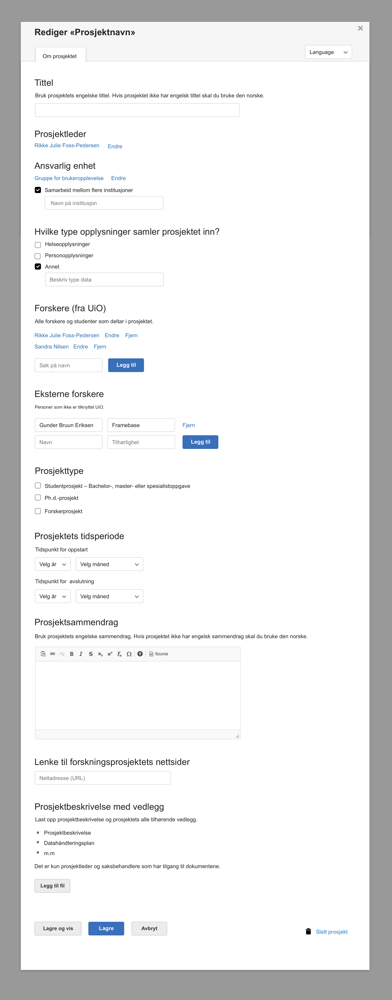 Rediger «Prosjektnavn»
Om prosjektet
Language
Tittel
Bruk prosjektets engelske tittel. Hvis prosjektet ikke har engelsk tittel skal du bruke den norske.
Prosjektleder
Rikke Julie Foss-Pedersen Endre
Ansvarlig enhet
Gruppe for brukeropplevelse Endre
Samarbeid mellom flere institusjoner
Navn på institusjon
Hvilke type opplysninger samler prosjektet inn?
Helseopplysninger
Personopplysninger
Annet
Beskriv type data
Forskere (fra UiO)
Alle forskere og studenter som deltar i prosjektet.
Rikke Julie Foss-Pedersen Endre Fjern
Sandra Nilsen Endre Fjern
Søk på navn Legg til
Eksterne forskere
Personer som ikke er tilknyttet UiO.
Gunder Bruun Eriksen Framebase Fjern
Navn Tilhørlighet Legg til
Prosjekttype
Studentprosjekt – Bachelor-, master- eller spesialistoppgave
Ph.d.-prosjekt
Forskerprosjekt
Prosjektets tidsperiode
Tidspunkt for oppstart
Velg år Velg måned
Tidspunkt for avslutning
Velg år Velg måned
Prosjektsammendrag
Bruk prosjektets engelske sammendrag. Hvis prosjektet ikke har engelsk sammendrag skal du bruke den norske.
B I S x₂ x² Tx Ω Source
Lenke til forskningsprosjektets nettsider
Nettadresse (URL)
Prosjektbeskrivelse med vedlegg
Last opp prosjektbeskrivelse og prosjektets alle tilhørende vedlegg.
Prosjektbeskrivelse
Datahåndteringsplan
m.m
Det er kun prosjektleder og saksbehandlere som har tilgang til dokumentene.
Legg til fil
Lagre og vis Lagre Avbryt Slett prosjekt